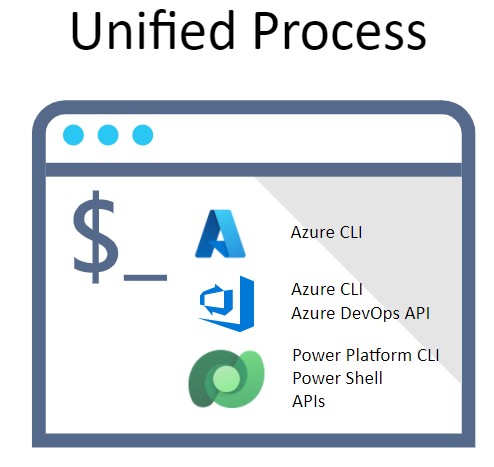 Unified Process
$_
Azure CLI
Azure CLI
Azure DevOps API
Power Platform CLI
Power Shell
APIs